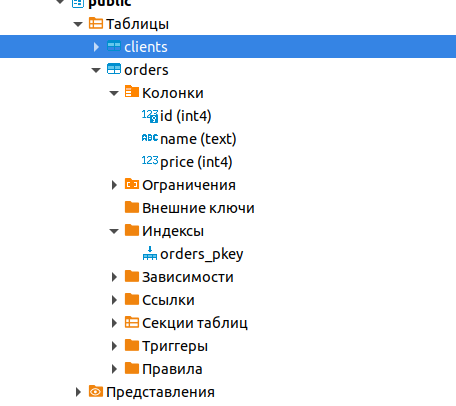 public
Таблицы
clients
orders
Колонки
123 id (int4)
ABC name (text)
123 price (int4)
Ограничения
Внешние ключи
Индексы
orders_pkey
Зависимости
Ссылки
Секции таблиц
Триггеры
Правила
Представления